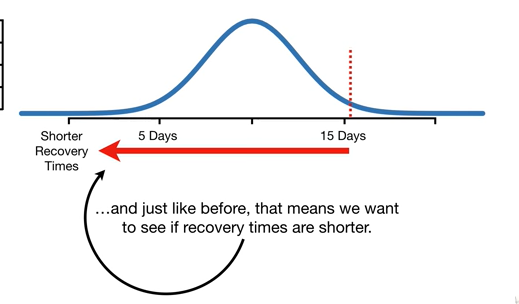 Shorter
Recovery
Times
5 Days
15 Days
…and just like before, that means we want
to see if recovery times are shorter.